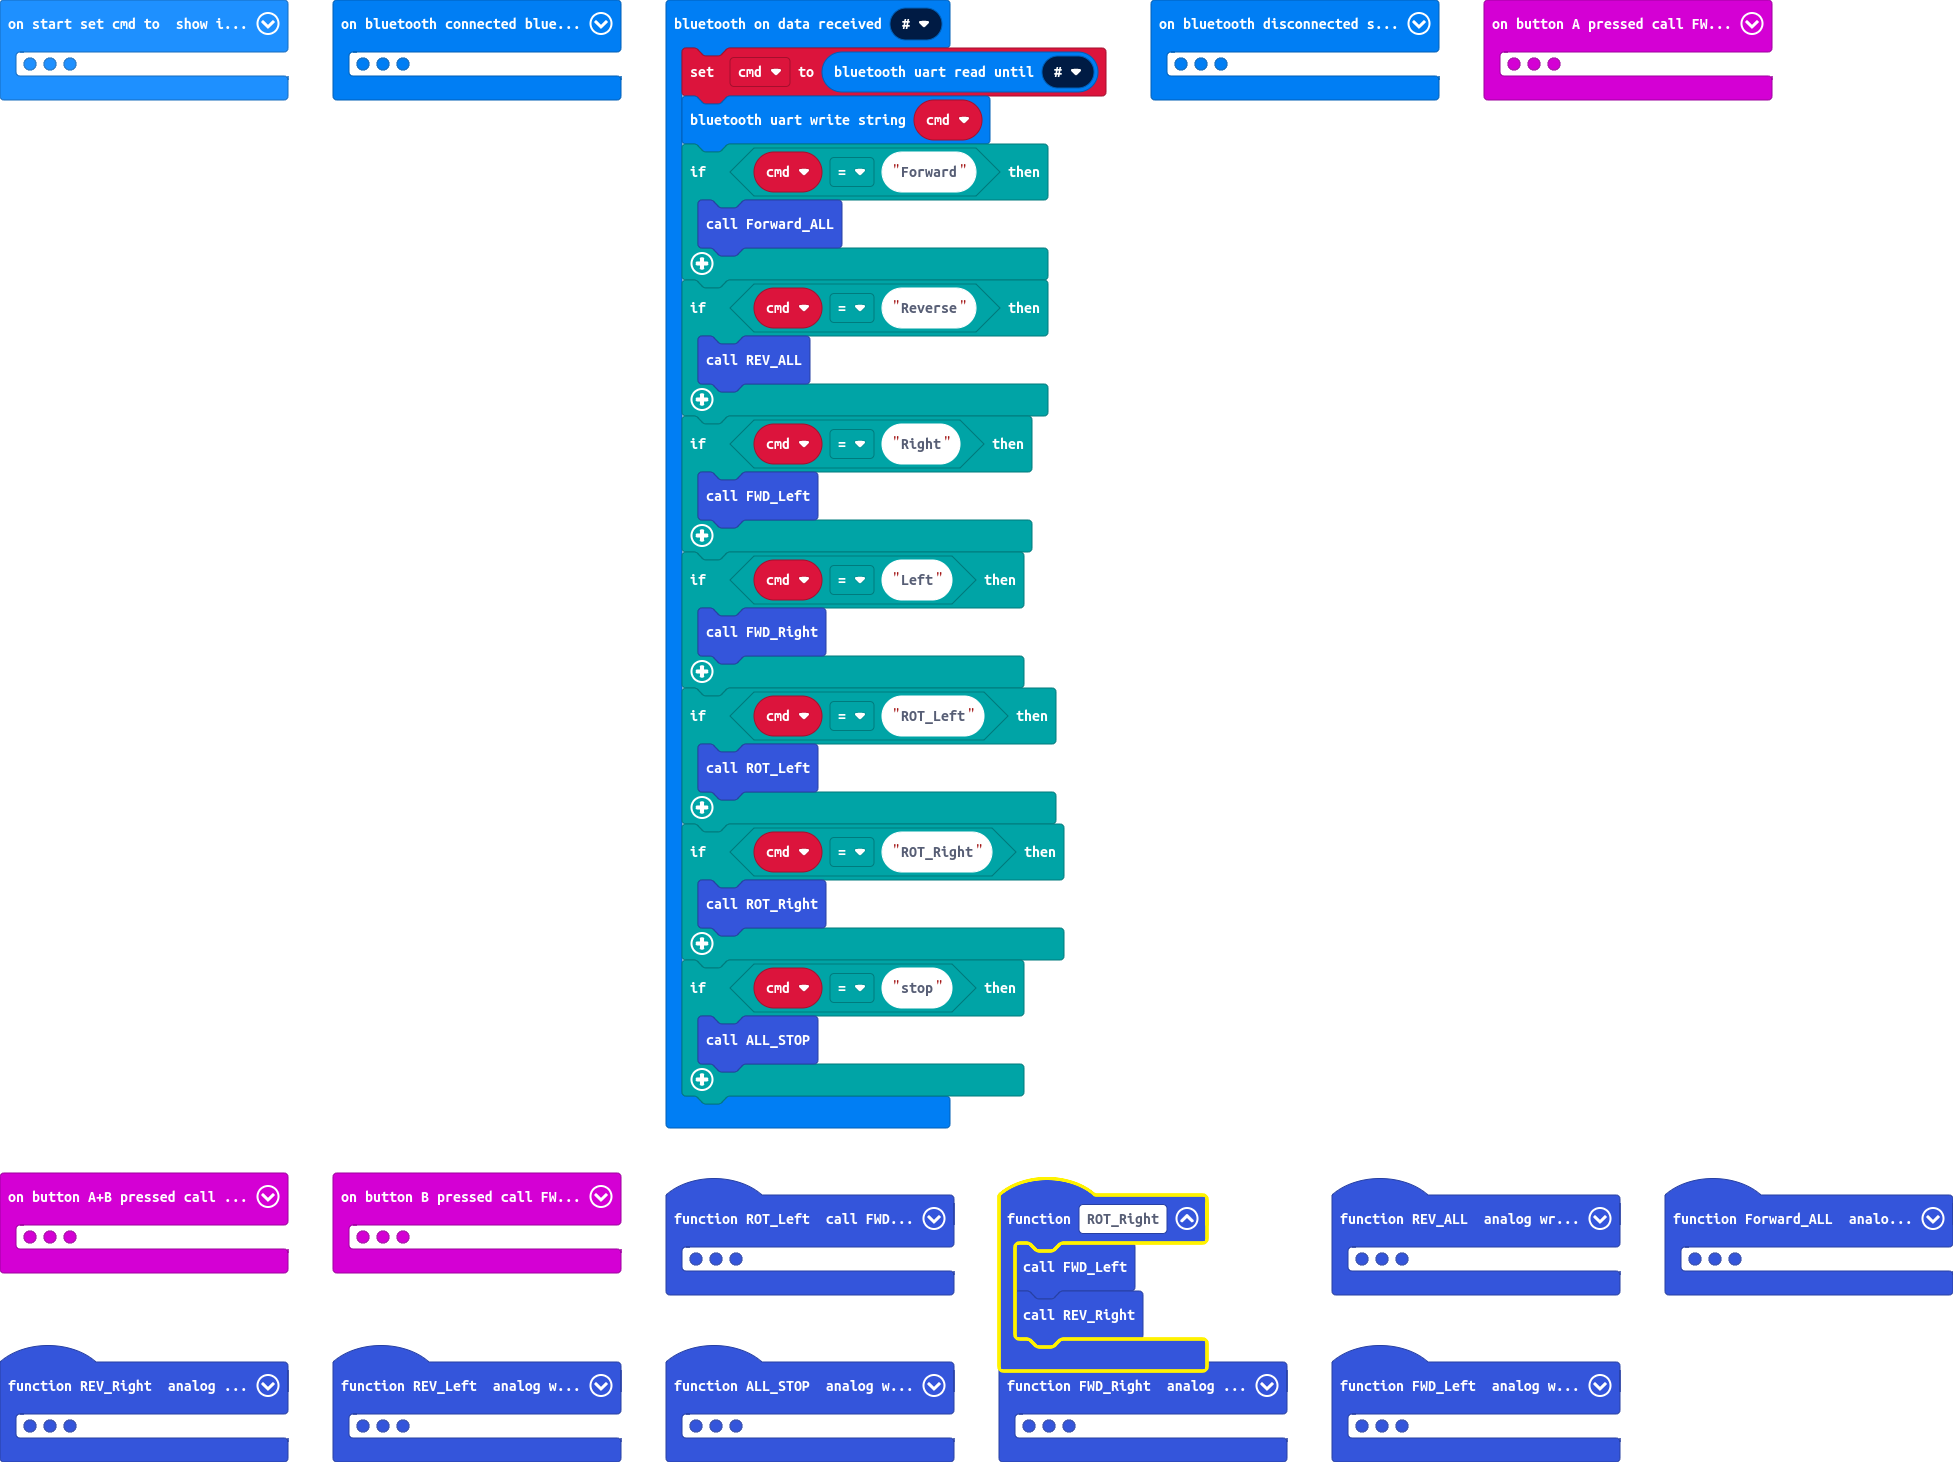 on start set cmd to  show i...
on bluetooth connected blue...
bluetooth on data received #
set cmd to bluetooth uart read until #
bluetooth uart write string cmd
if cmd = "Forward" then
call Forward_ALL
if cmd = "Reverse" then
call REV_ALL
if cmd = "Right" then
call FWD_Left
if cmd = "Left" then
call FWD_Right
if cmd = "ROT_Left" then
call ROT_Left
if cmd = "ROT_Right" then
call ROT_Right
if cmd = "stop" then
call ALL_STOP
on bluetooth disconnected s...
on button A pressed call FW...
on button A+B pressed call ...
on button B pressed call FW...
function ROT_Left  call FWD...
function ROT_Right
call FWD_Left
call REV_Right
function REV_ALL  analog wr...
function Forward_ALL  analo...
function REV_Right  analog ...
function REV_Left  analog w...
function ALL_STOP  analog w...
function FWD_Right  analog ...
function FWD_Left  analog w...